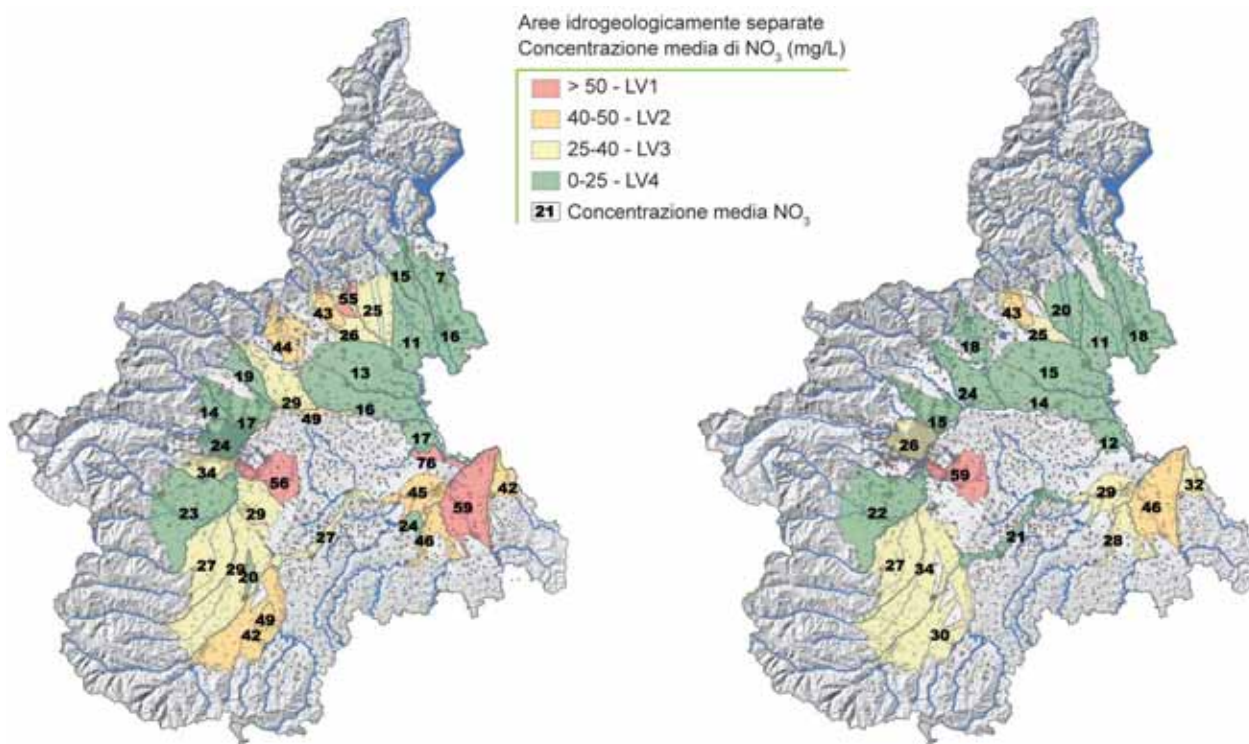 Aree idrogeologicamente separate
Concentrazione media di NO₃ (mg/L)
> 50 - LV1
40-50 - LV2
25-40 - LV3
0-25 - LV4
21 Concentrazione media NO₃
15 7
55
43 25
26 16
44 11
13
19
29 16
14 17 49
24 17
34 76
56 45 59 42
23 29 24
27 46
27 29 20
49
42
43 20
25 11 18
18
15
24 14
15
26 12
59 29 46 32
22 21 28
27 34
30